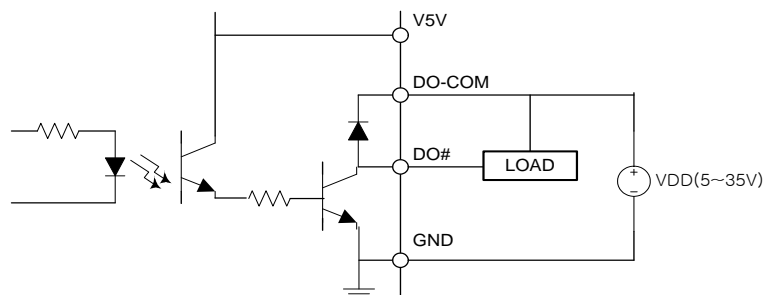 V5V
DO-COM
DO#
LOAD
+
VDD(5~35V)
−
GND